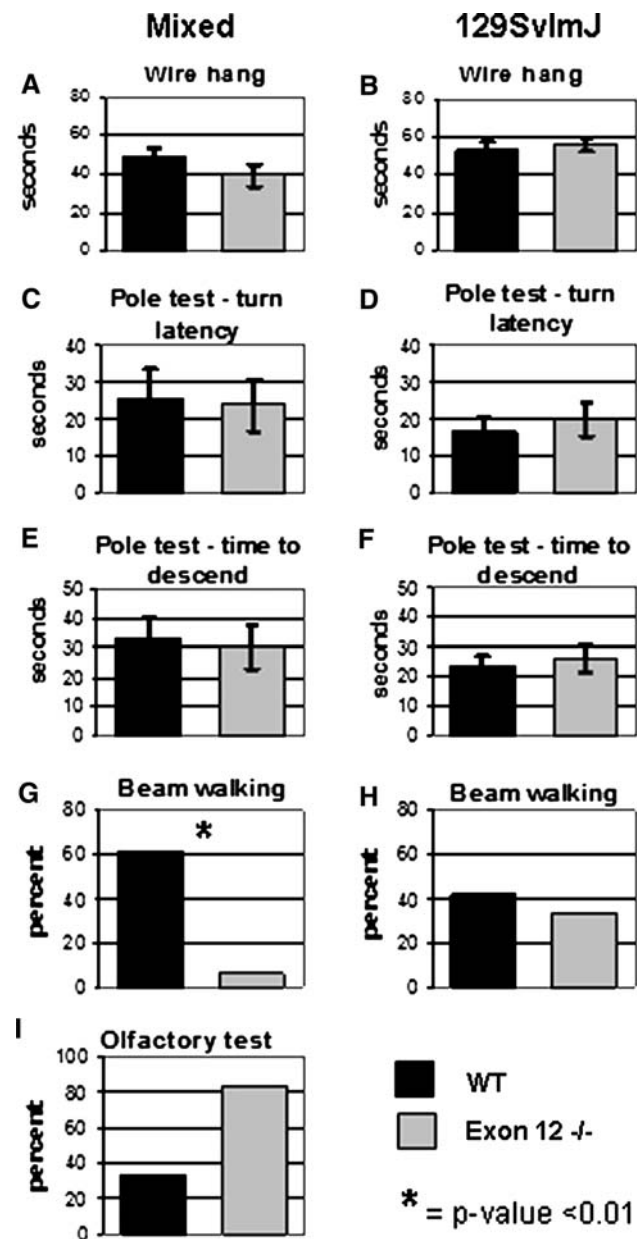 Mixed
129SvlmJ
A
Wire hang
seconds
80
60
40
20
0
B
Wire hang
seconds
80
60
40
20
0
C
Pole test - turn
latency
seconds
40
30
20
10
0
D
Pole test - turn
latency
seconds
40
30
20
10
0
E
Pole test - time to
descend
seconds
50
40
30
20
10
0
F
Pole test - time to
descend
seconds
50
40
30
20
10
0
G
Beam walking
*
percent
80
60
40
20
0
H
Beam walking
percent
80
60
40
20
0
I
Olfactory test
percent
100
80
60
40
20
0
WT
Exon 12 -/-
* = p-value <0.01